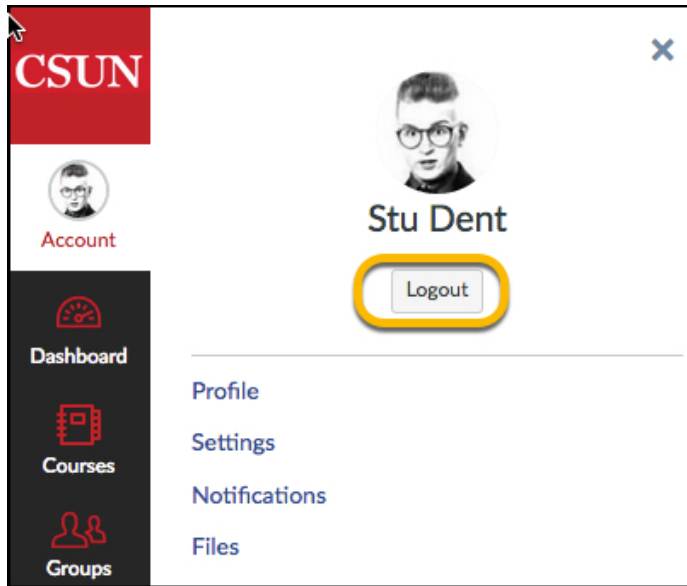 CSUN
Account
Dashboard
Courses
Groups
Stu Dent
Logout
Profile
Settings
Notifications
Files